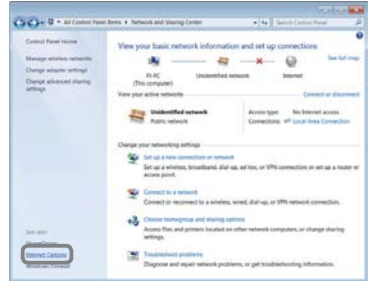 All Control Panel Items ▸ Network and Sharing Center
Search Control Panel
Control Panel Home
Manage wireless networks
Change adapter settings
Change advanced sharing settings
View your basic network information and set up connections
See full map
(This computer)
Unidentified network
Internet
View your active networks
Connect or disconnect
Unidentified network
Public network
Access type: No Internet access
Connections: Local Area Connection
Change your networking settings
Set up a new connection or network
Set up a wireless, broadband, dial-up, ad hoc, or VPN connection; or set up a router or
access point.
Connect to a network
Connect or reconnect to a wireless, wired, dial-up, or VPN network connection.
Choose homegroup and sharing options
Access files and printers located on other network computers, or change sharing
settings.
Troubleshoot problems
Diagnose and repair network problems, or get troubleshooting information.
See also
Internet Options
Windows Firewall